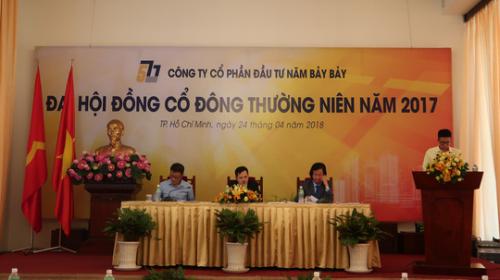 577
CÔNG TY CỔ PHẦN ĐẦU TƯ NĂM BẢY BẢY
ĐẠI HỘI ĐỒNG CỔ ĐÔNG THƯỜNG NIÊN NĂM 2017
TP. Hồ Chí Minh, ngày 24 tháng 04 năm 2018